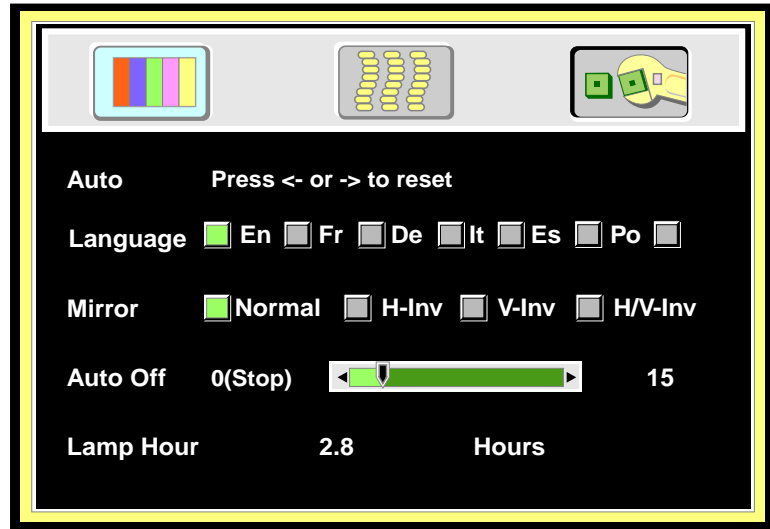 Auto Press <- or -> to reset
Language En Fr De It Es Po
Mirror Normal H-Inv V-Inv H/V-Inv
Auto Off 0(Stop) 15
Lamp Hour 2.8 Hours